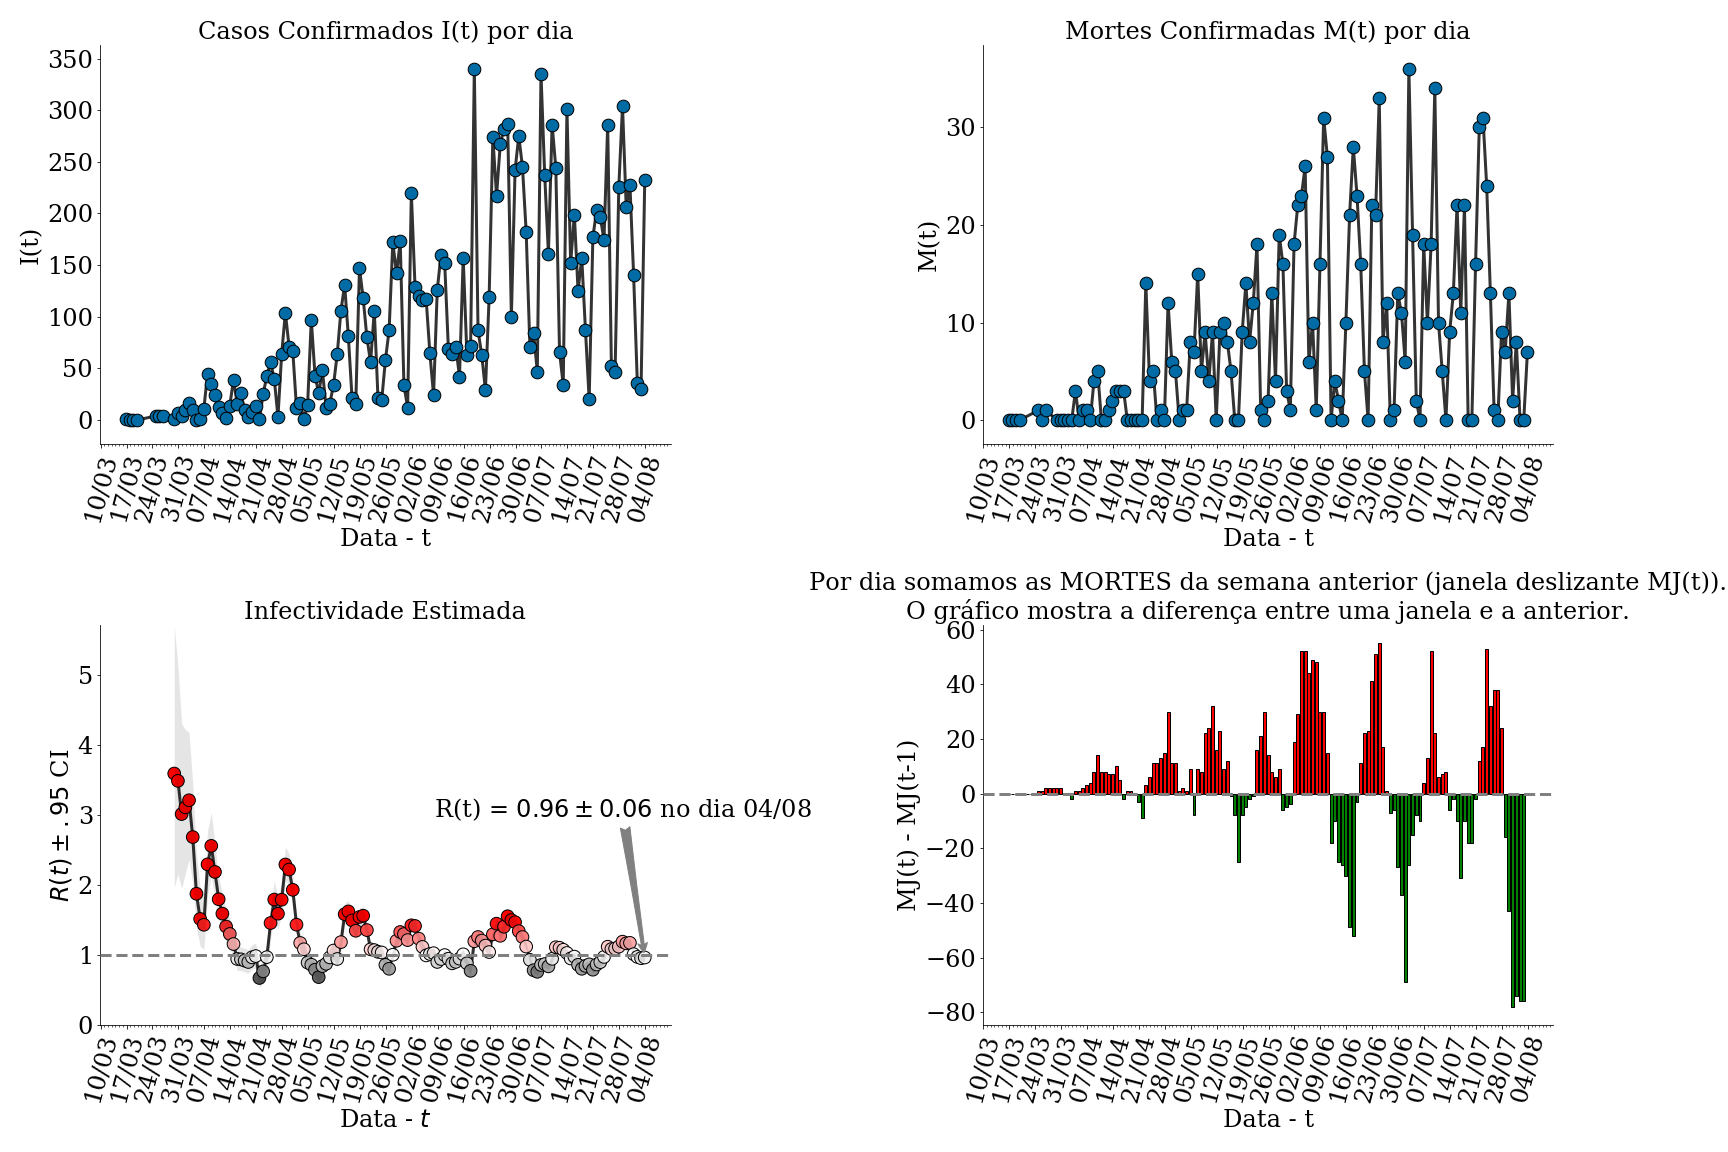 Casos Confirmados I(t) por dia
I(t)
350
300
250
200
150
100
50
0
10/03 17/03 24/03 31/03 07/04 14/04 21/04 28/04 05/05 12/05 19/05 26/05 02/06 09/06 16/06 23/06 30/06 07/07 14/07 21/07 28/07 04/08
Data - t
Mortes Confirmadas M(t) por dia
M(t)
30
20
10
0
10/03 17/03 24/03 31/03 07/04 14/04 21/04 28/04 05/05 12/05 19/05 26/05 02/06 09/06 16/06 23/06 30/06 07/07 14/07 21/07 28/07 04/08
Data - t
Infectividade Estimada
R(t) ± .95 CI
5
4
3
2
1
0
R(t) = 0.96 ± 0.06 no dia 04/08
10/03 17/03 24/03 31/03 07/04 14/04 21/04 28/04 05/05 12/05 19/05 26/05 02/06 09/06 16/06 23/06 30/06 07/07 14/07 21/07 28/07 04/08
Data - t
Por dia somamos as MORTES da semana anterior (janela deslizante MJ(t)).
O gráfico mostra a diferença entre uma janela e a anterior.
MJ(t) - MJ(t-1)
60
40
20
0
−20
−40
−60
−80
10/03 17/03 24/03 31/03 07/04 14/04 21/04 28/04 05/05 12/05 19/05 26/05 02/06 09/06 16/06 23/06 30/06 07/07 14/07 21/07 28/07 04/08
Data - t